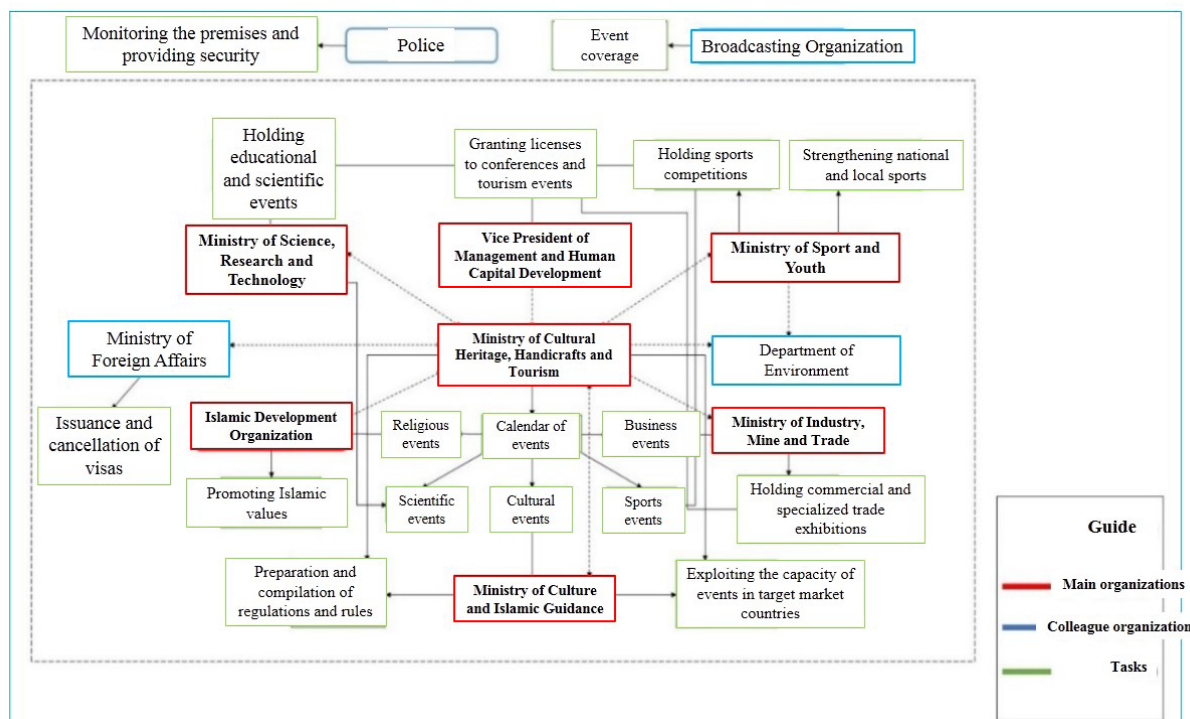 Monitoring the premises and
providing security
Police
Event
coverage
Broadcasting Organization
Holding
educational
and scientific
events
Granting licenses
to conferences and
tourism events
Holding sports
competitions
Strengthening national
and local sports
Ministry of Science,
Research and
Technology
Vice President of
Management and Human
Capital Development
Ministry of Sport and
Youth
Ministry of
Foreign Affairs
Ministry of Cultural
Heritage, Handicrafts and
Tourism
Department of
Environment
Issuance and
cancellation of
visas
Islamic Development
Organization
Religious
events
Calendar of
events
Business
events
Ministry of Industry,
Mine and Trade
Promoting Islamic
values
Scientific
events
Cultural
events
Sports
events
Holding commercial and
specialized trade
exhibitions
Preparation and
compilation of
regulations and rules
Ministry of Culture
and Islamic Guidance
Exploiting the capacity of
events in target market
countries
Guide
Main organizations
Colleague organization
Tasks